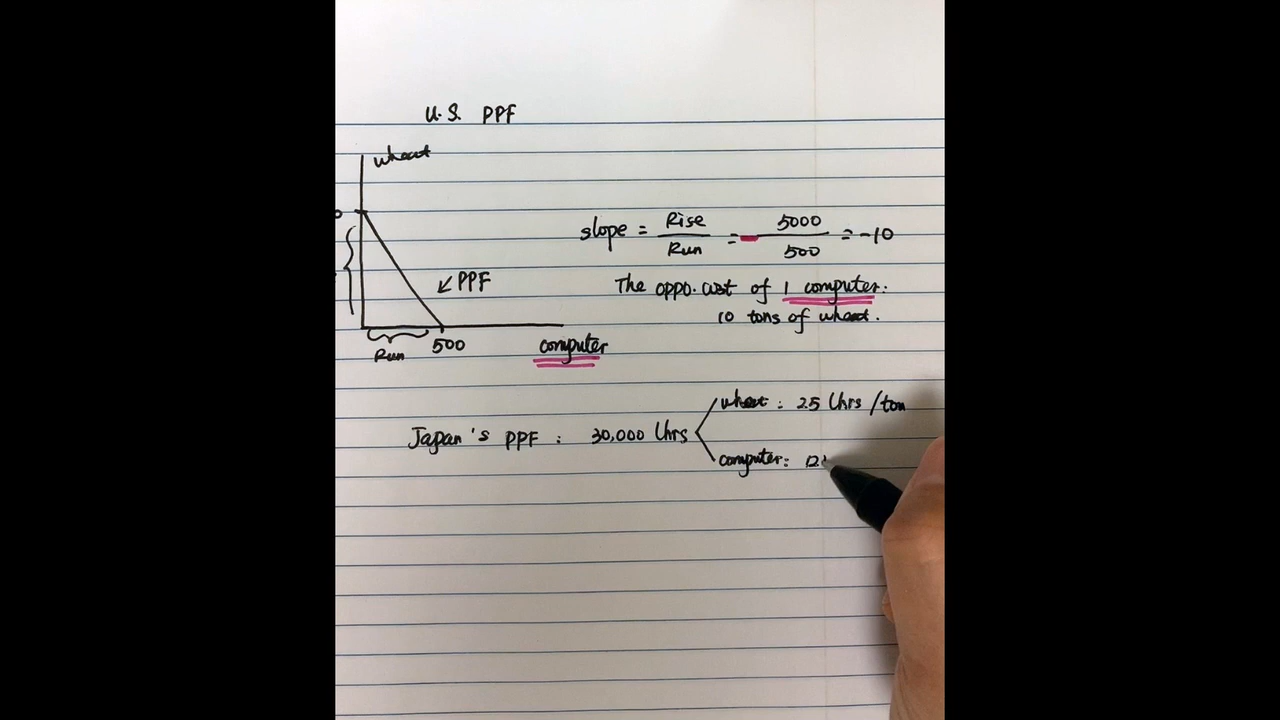 U.S. PPF
wheat
slope = Rise / Run = - 5000 / 500 = -10
↙ PPF
The oppo. cost of 1 computer:
10 tons of wheat.
Run 500 computer
wheat : 25 lhrs /ton
Japan's PPF : 30,000 lhrs
computer: 12